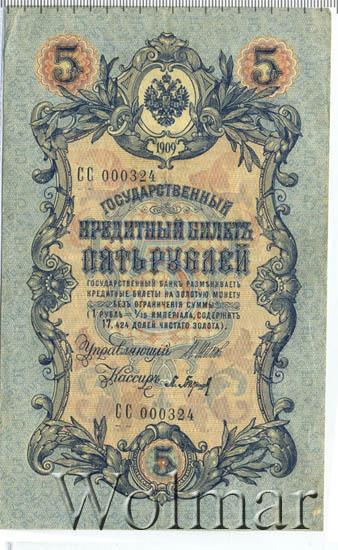 5 5
1909
СС 000324
ГОСУДАРСТВЕННЫЙ
КРЕДИТНЫЙ БИЛЕТЪ
ПЯТЬ РУБЛЕЙ
ГОСУДАРСТВЕННЫЙ БАНКЪ РАЗМѢНИВАЕТЪ
КРЕДИТНЫЕ БИЛЕТЫ НА ЗОЛОТУЮ МОНЕТУ
БЕЗЪ ОГРАНИЧЕНІЯ СУММЫ
(1 РУБЛЬ = 1/15 ИМПЕРІАЛА, СОДЕРЖИТЪ
17,424 ДОЛЕЙ ЧИСТАГО ЗОЛОТА).
Управляющій
Кассиръ
СС 000324
5
Wolmar